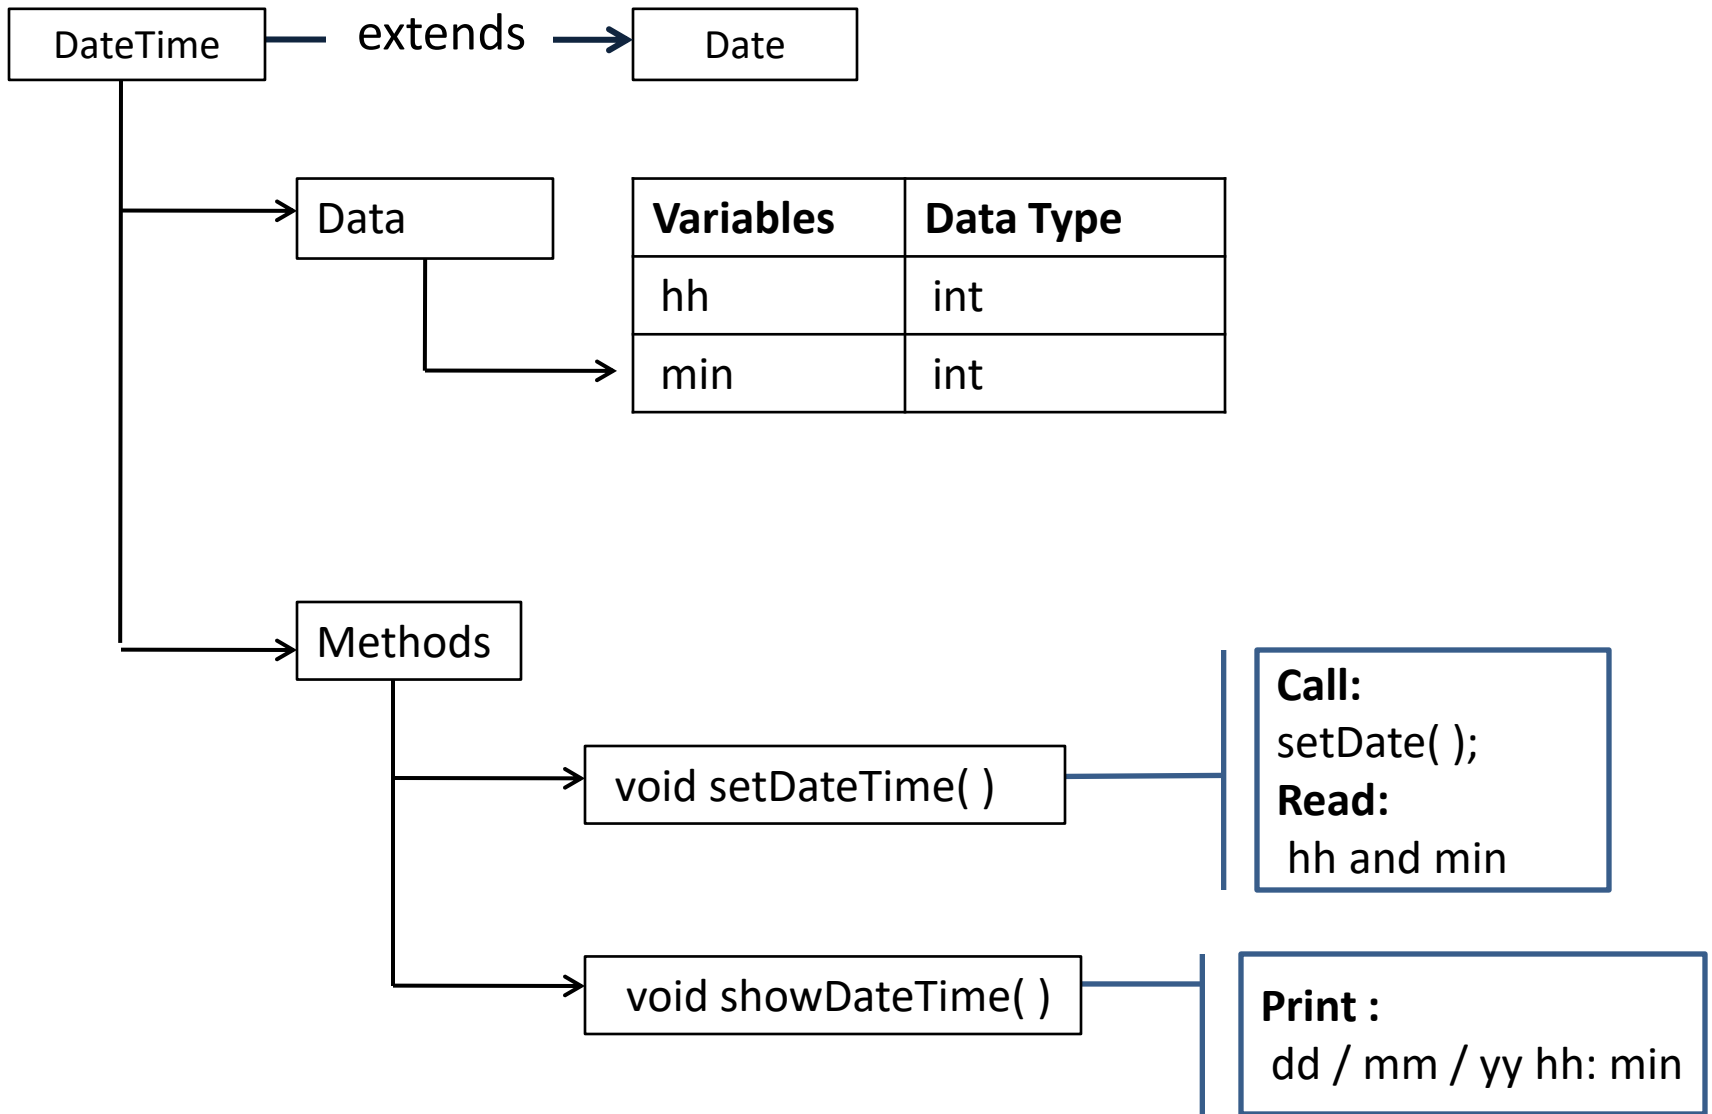 DateTime extends Date
Data
Variables Data Type
hh int
min int
Methods
void setDateTime( )
Call:
setDate( );
Read:
hh and min
void showDateTime( )
Print :
dd / mm / yy hh: min